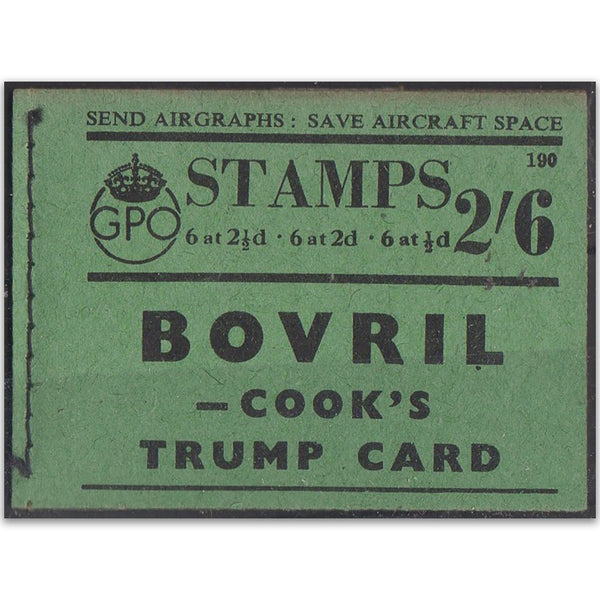 SEND AIRGRAPHS : SAVE AIRCRAFT SPACE
190
GPO
STAMPS 2/6
6 at 2½d · 6 at 2d · 6 at ½d
BOVRIL
—COOK'S
TRUMP CARD